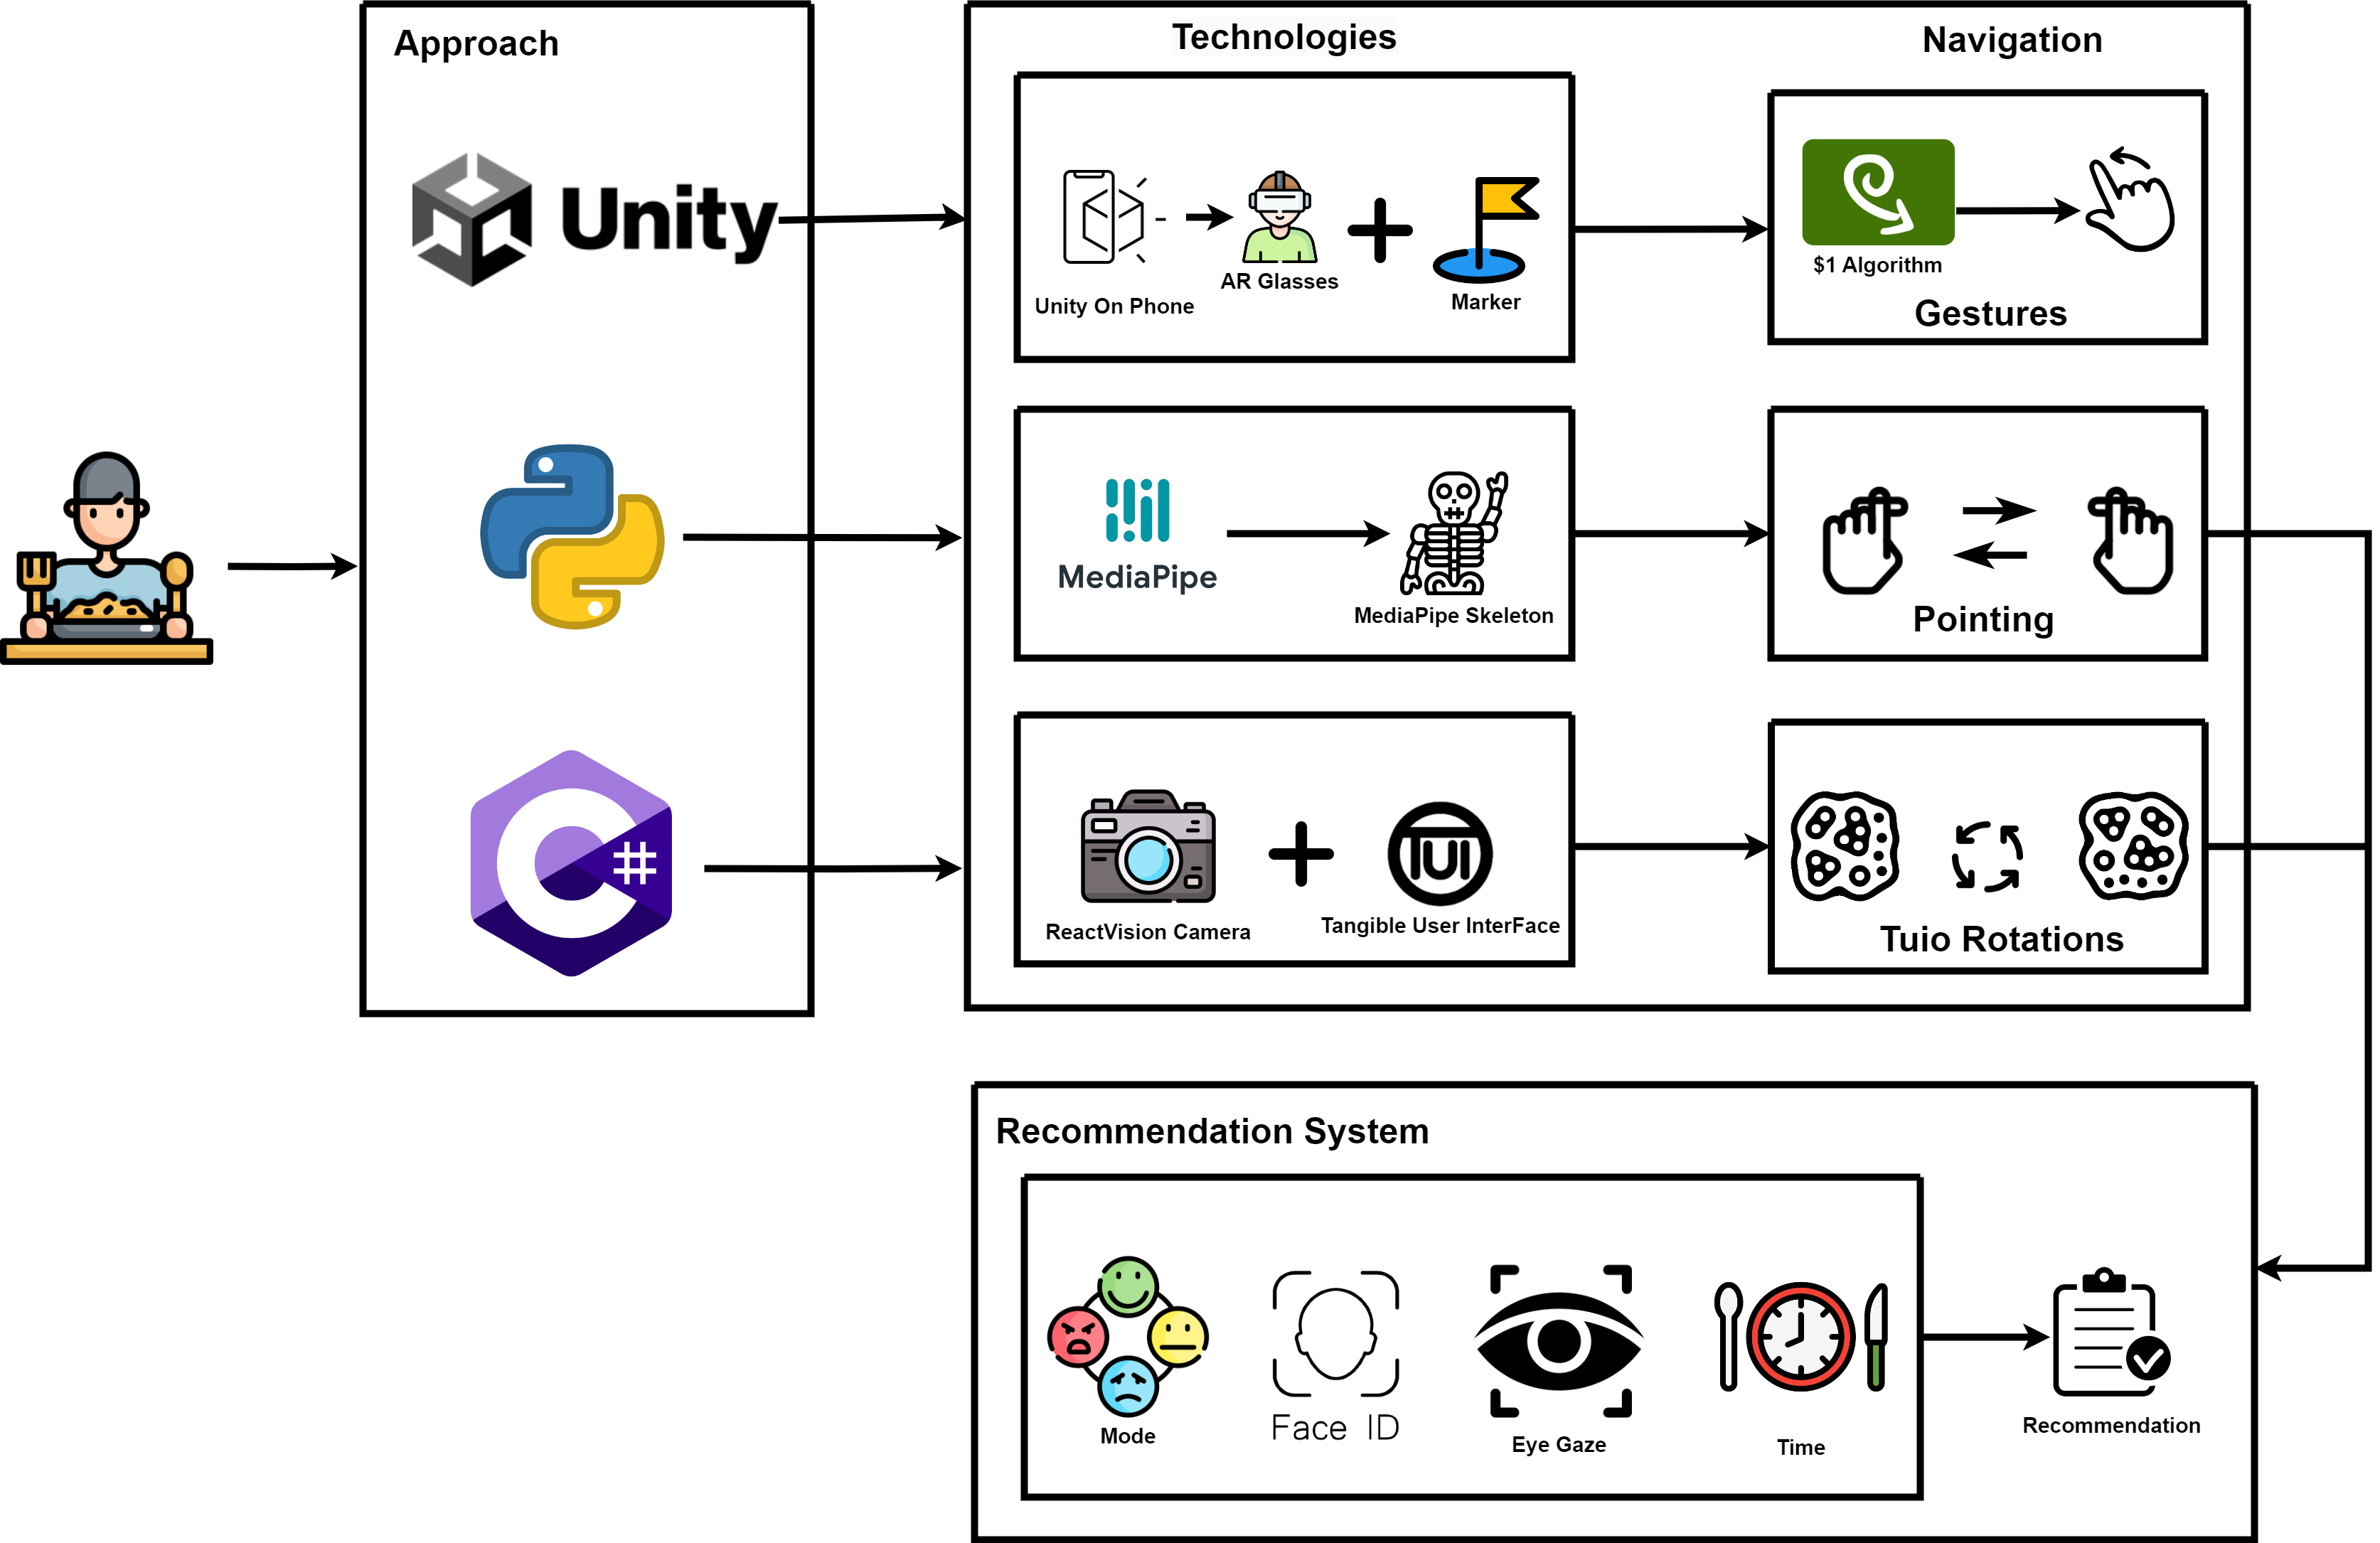 Approach
Unity
#
Technologies
Navigation
Unity On Phone
AR Glasses
Marker
$1 Algorithm
Gestures
MediaPipe
MediaPipe Skeleton
Pointing
ReactVision Camera
TUI
Tangible User InterFace
Tuio Rotations
Recommendation System
Mode
Face ID
Eye Gaze
Time
Recommendation